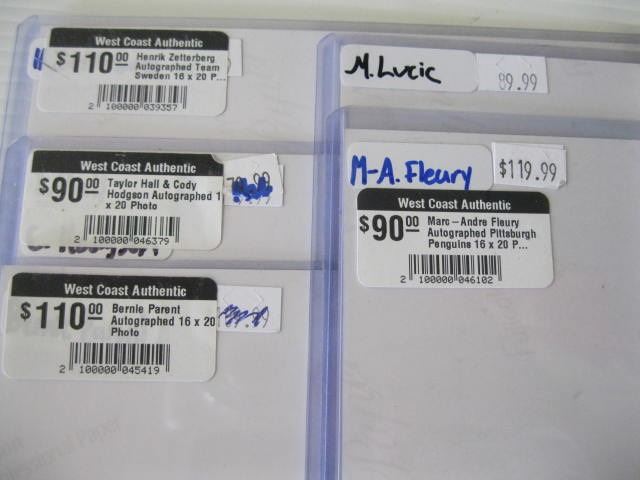 West Coast Authentic
$110.00 Henrik Zetterberg
Autographed Team
Sweden 16 x 20 P...
2 100000 039357
M. Lucic
89.99
West Coast Authentic
$90.00 Taylor Hall & Cody
Hodgson Autographed 1
x 20 Photo
2 100000 046379
M-A. Fleury
$119.99
West Coast Authentic
$90.00 Marc-Andre Fleury
Autographed Pittsburgh
Penguins 16 x 20 P...
2 100000 046102
West Coast Authentic
$110.00 Bernie Parent
Autographed 16 x 20
Photo
2 100000 045419
Paper